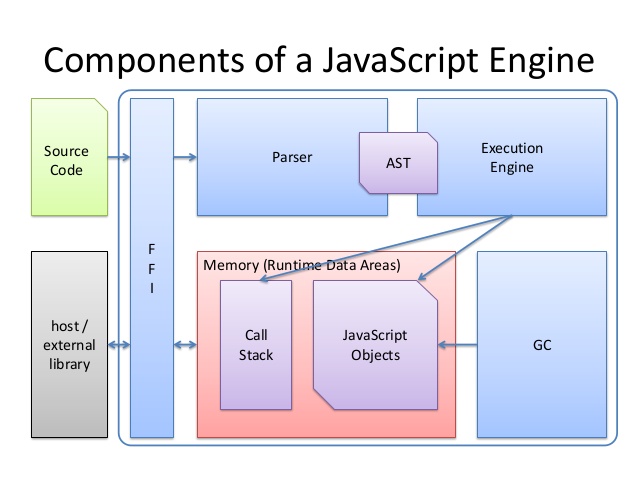 Components of a JavaScript Engine
Source
Code
Parser
AST
Execution
Engine
F
F
I
Memory (Runtime Data Areas)
host /
external
library
Call
Stack
JavaScript
Objects
GC